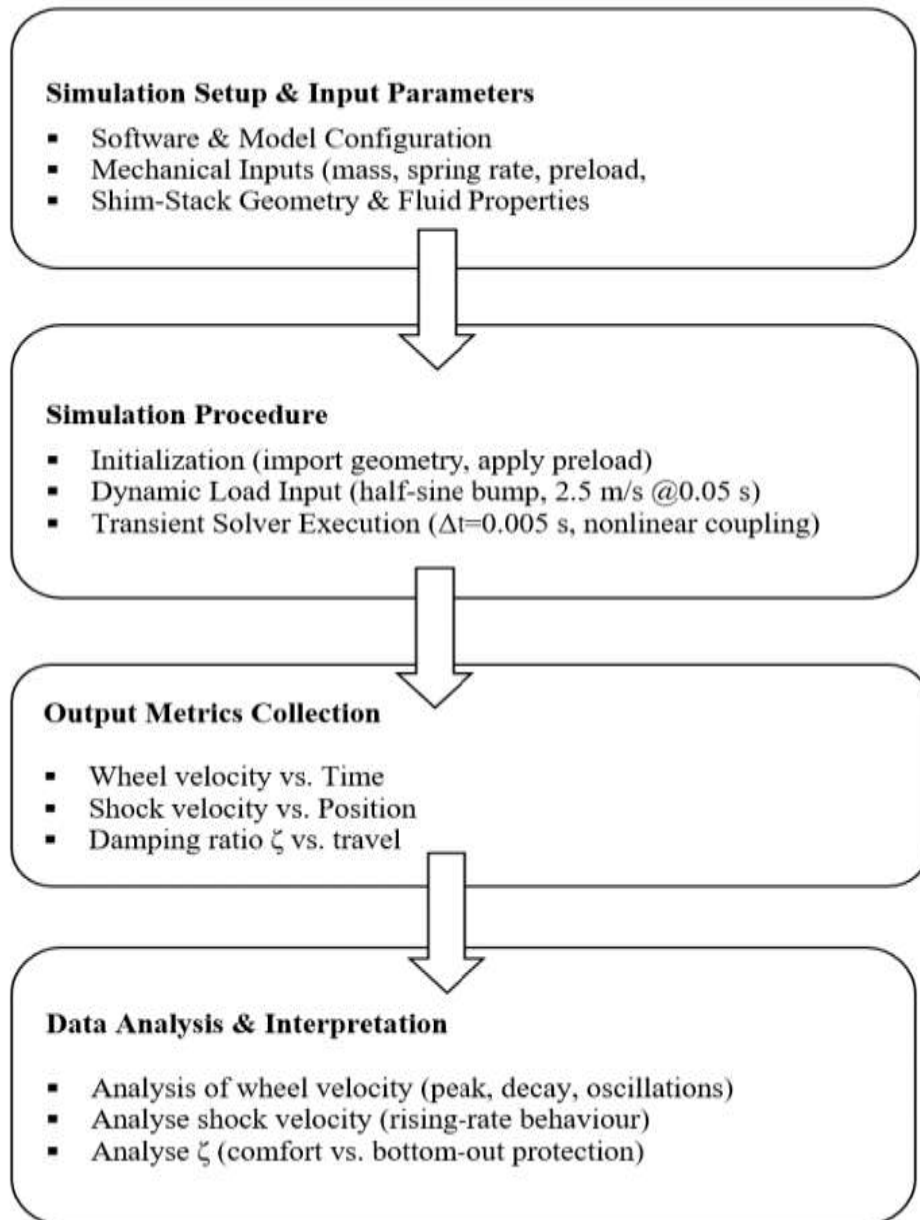 Simulation Setup & Input Parameters
▪ Software & Model Configuration
▪ Mechanical Inputs (mass, spring rate, preload,
▪ Shim-Stack Geometry & Fluid Properties
Simulation Procedure
▪ Initialization (import geometry, apply preload)
▪ Dynamic Load Input (half-sine bump, 2.5 m/s @0.05 s)
▪ Transient Solver Execution (Δt=0.005 s, nonlinear coupling)
Output Metrics Collection
▪ Wheel velocity vs. Time
▪ Shock velocity vs. Position
▪ Damping ratio ζ vs. travel
Data Analysis & Interpretation
▪ Analysis of wheel velocity (peak, decay, oscillations)
▪ Analyse shock velocity (rising-rate behaviour)
▪ Analyse ζ (comfort vs. bottom-out protection)